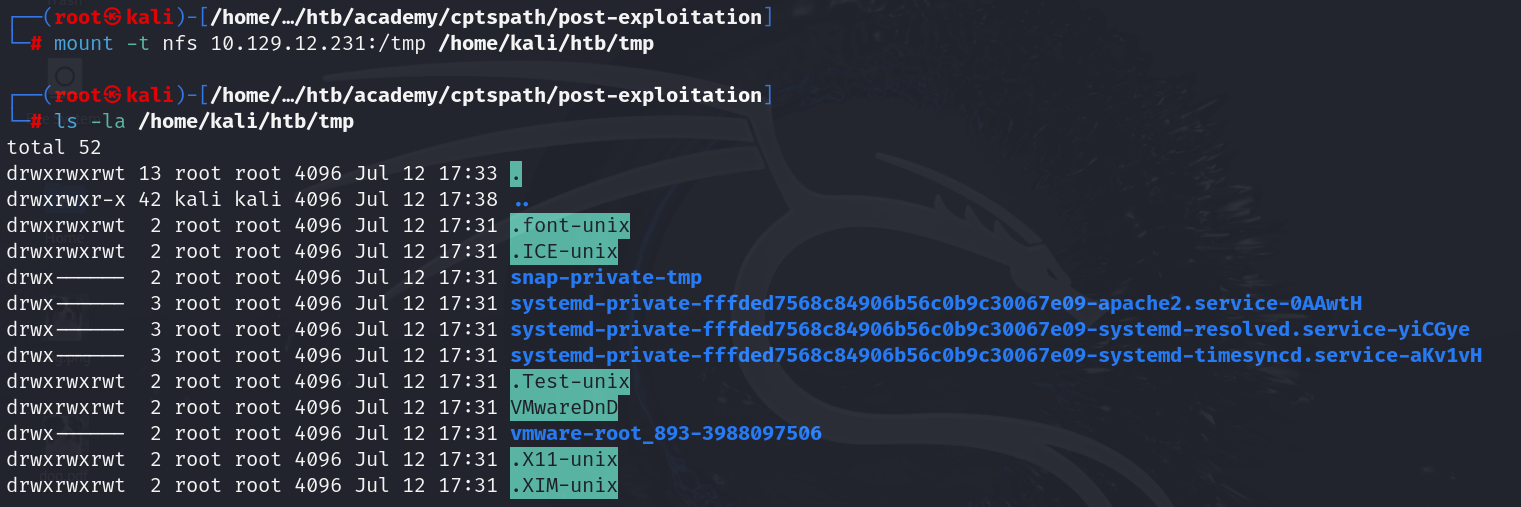 ┌──(root㉿kali)-[/home/…/htb/academy/cptspath/post-exploitation]
└─# mount -t nfs 10.129.12.231:/tmp /home/kali/htb/tmp
┌──(root㉿kali)-[/home/…/htb/academy/cptspath/post-exploitation]
└─# ls -la /home/kali/htb/tmp
total 52
drwxrwxrwt 13 root root 4096 Jul 12 17:33 .
drwxrwxr-x 42 kali kali 4096 Jul 12 17:38 ..
drwxrwxrwt  2 root root 4096 Jul 12 17:31 .font-unix
drwxrwxrwt  2 root root 4096 Jul 12 17:31 .ICE-unix
drwx------  2 root root 4096 Jul 12 17:31 snap-private-tmp
drwx------  3 root root 4096 Jul 12 17:31 systemd-private-fffded7568c84906b56c0b9c30067e09-apache2.service-0AAwtH
drwx------  3 root root 4096 Jul 12 17:31 systemd-private-fffded7568c84906b56c0b9c30067e09-systemd-resolved.service-yiCGye
drwx------  3 root root 4096 Jul 12 17:31 systemd-private-fffded7568c84906b56c0b9c30067e09-systemd-timesyncd.service-aKv1vH
drwxrwxrwt  2 root root 4096 Jul 12 17:31 .Test-unix
drwxrwxrwt  2 root root 4096 Jul 12 17:31 VMwareDnD
drwx------  2 root root 4096 Jul 12 17:31 vmware-root_893-3988097506
drwxrwxrwt  2 root root 4096 Jul 12 17:31 .X11-unix
drwxrwxrwt  2 root root 4096 Jul 12 17:31 .XIM-unix